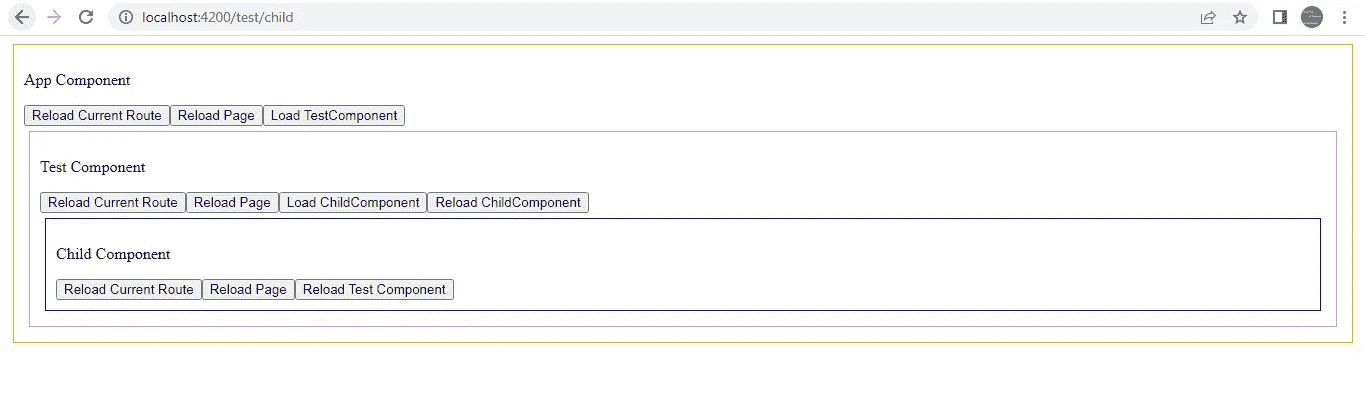 localhost:4200/test/child
App Component
Reload Current Route Reload Page Load TestComponent
Test Component
Reload Current Route Reload Page Load ChildComponent Reload ChildComponent
Child Component
Reload Current Route Reload Page Reload Test Component